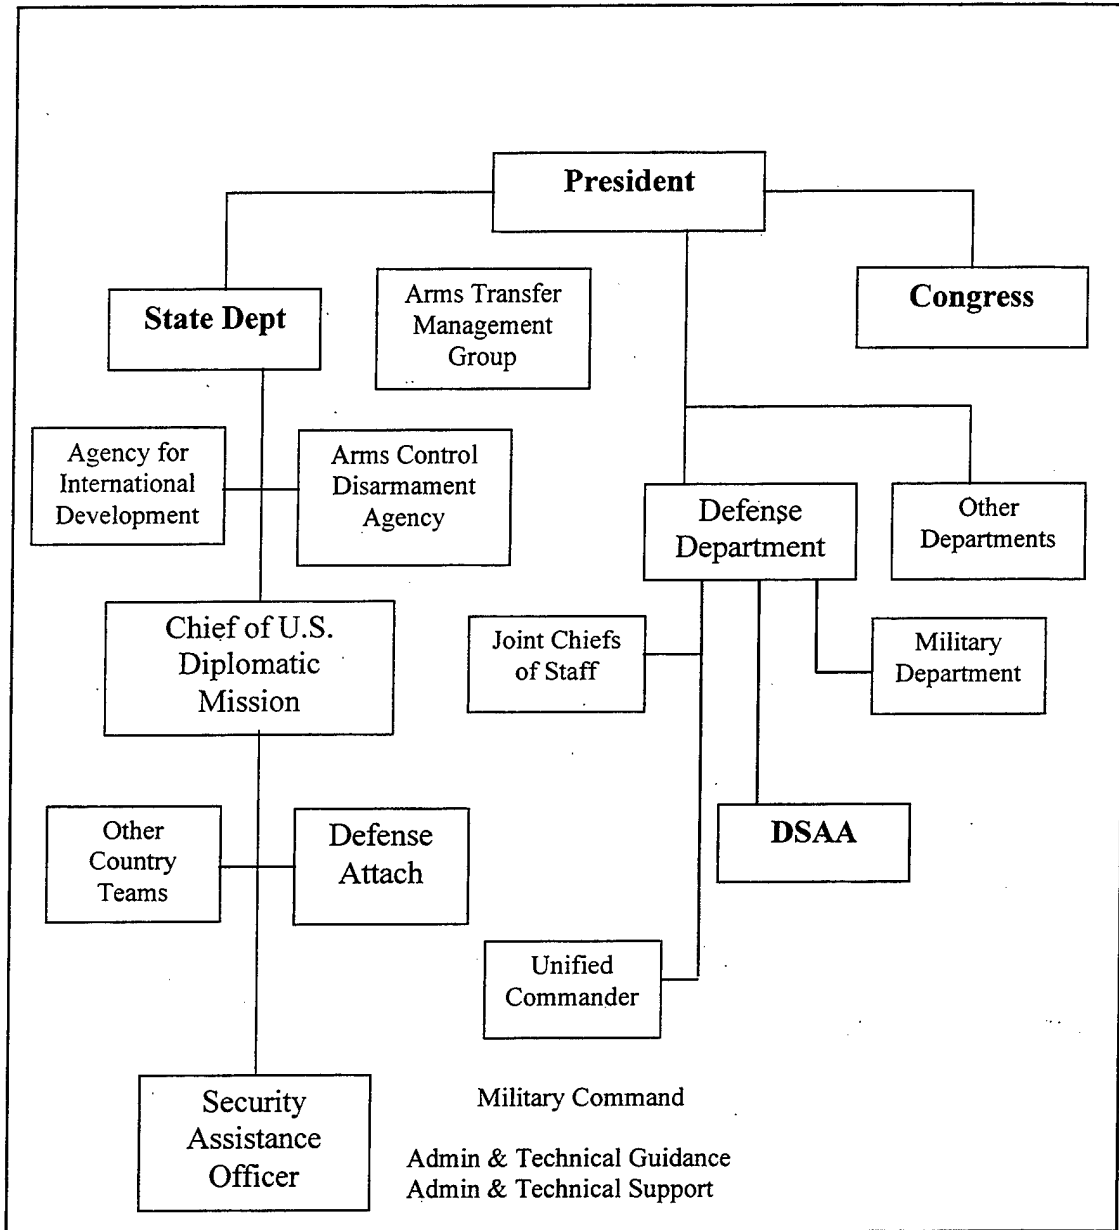 President
State Dept
Arms Transfer
Management
Group
Congress
Agency for
International
Development
Arms Control
Disarmament
Agency
Defense
Department
Other
Departments
Chief of U.S.
Diplomatic
Mission
Joint Chiefs
of Staff
Military
Department
Other
Country
Teams
Defense
Attach
DSAA
Unified
Commander
Security
Assistance
Officer
Military Command
Admin & Technical Guidance
Admin & Technical Support